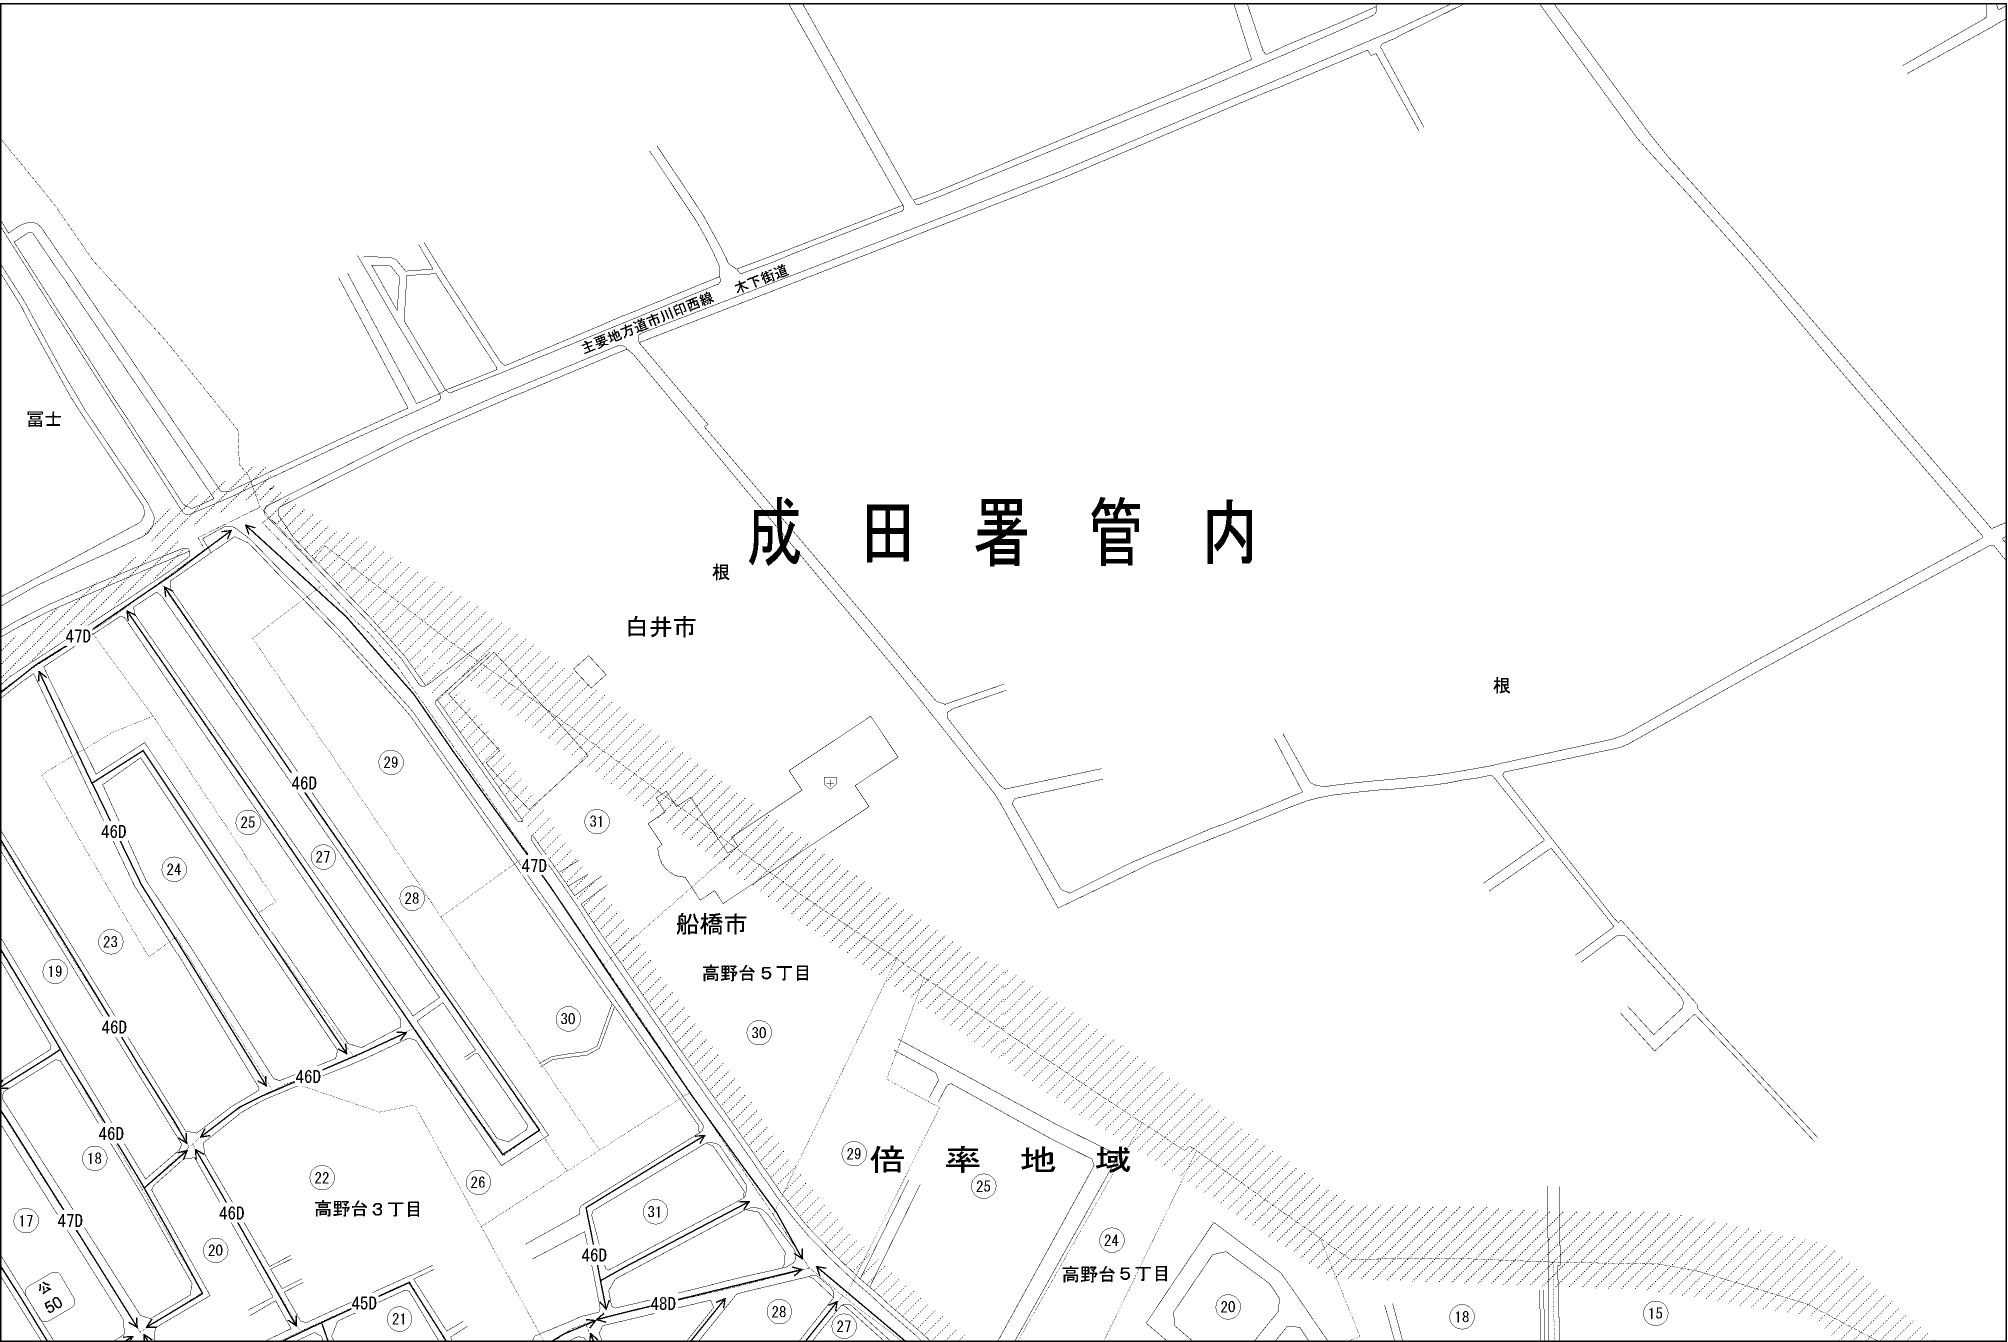 主要地方道市川印西線　木下街道
冨士
成田署管内
根
白井市
根
47D
29
46D
46D
25
31
27
24
47D
28
船橋市
23
高野台５丁目
19
30
46D
30
46D
46D
18
29
倍率地域
22
26
25
高野台３丁目
17
47D
46D
31
20
24
46D
高野台５丁目
公
50
45D
48D
21
28
27
20
18
15